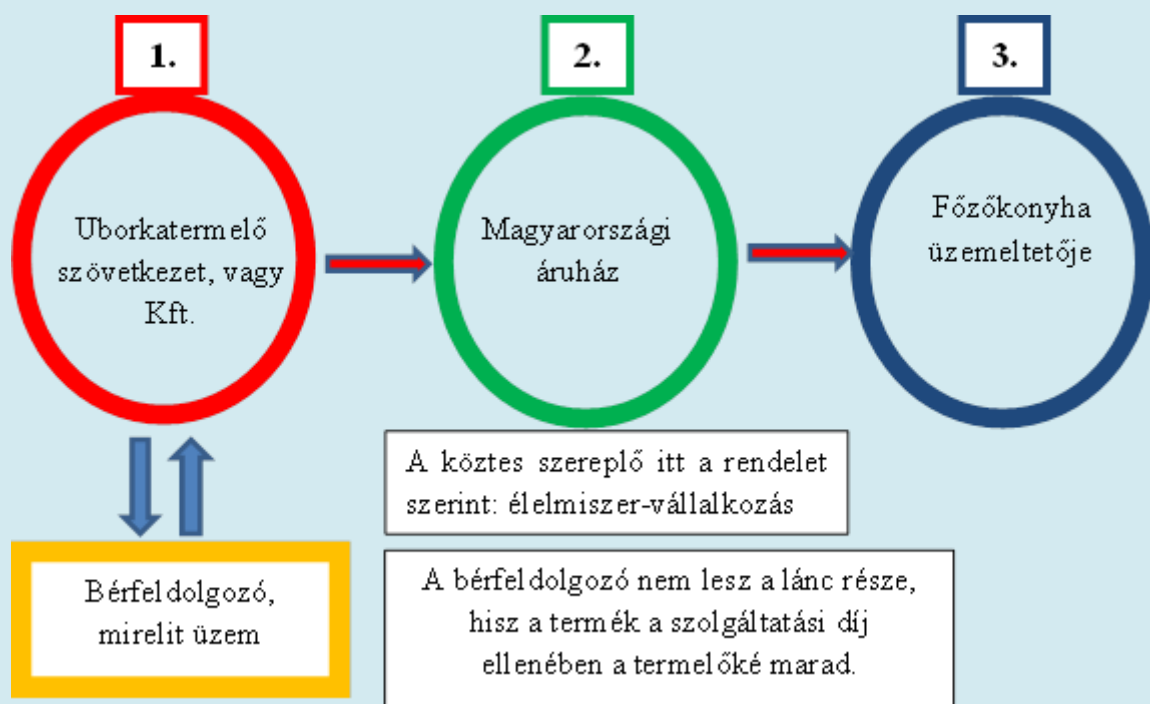 1.
2.
3.
Uborkatermelő
szövetkezet, vagy
Kft.
Magyarországi
áruház
Főzőkonyha
üzemeltetője
A köztes szereplő itt a rendelet
szerint: élelmiszer-vállalkozás
Bérfeldolgozó,
mirelit üzem
A bérfeldolgozó nem lesz a lánc része,
hisz a termék a szolgáltatási díj
ellenében a termelőké marad.